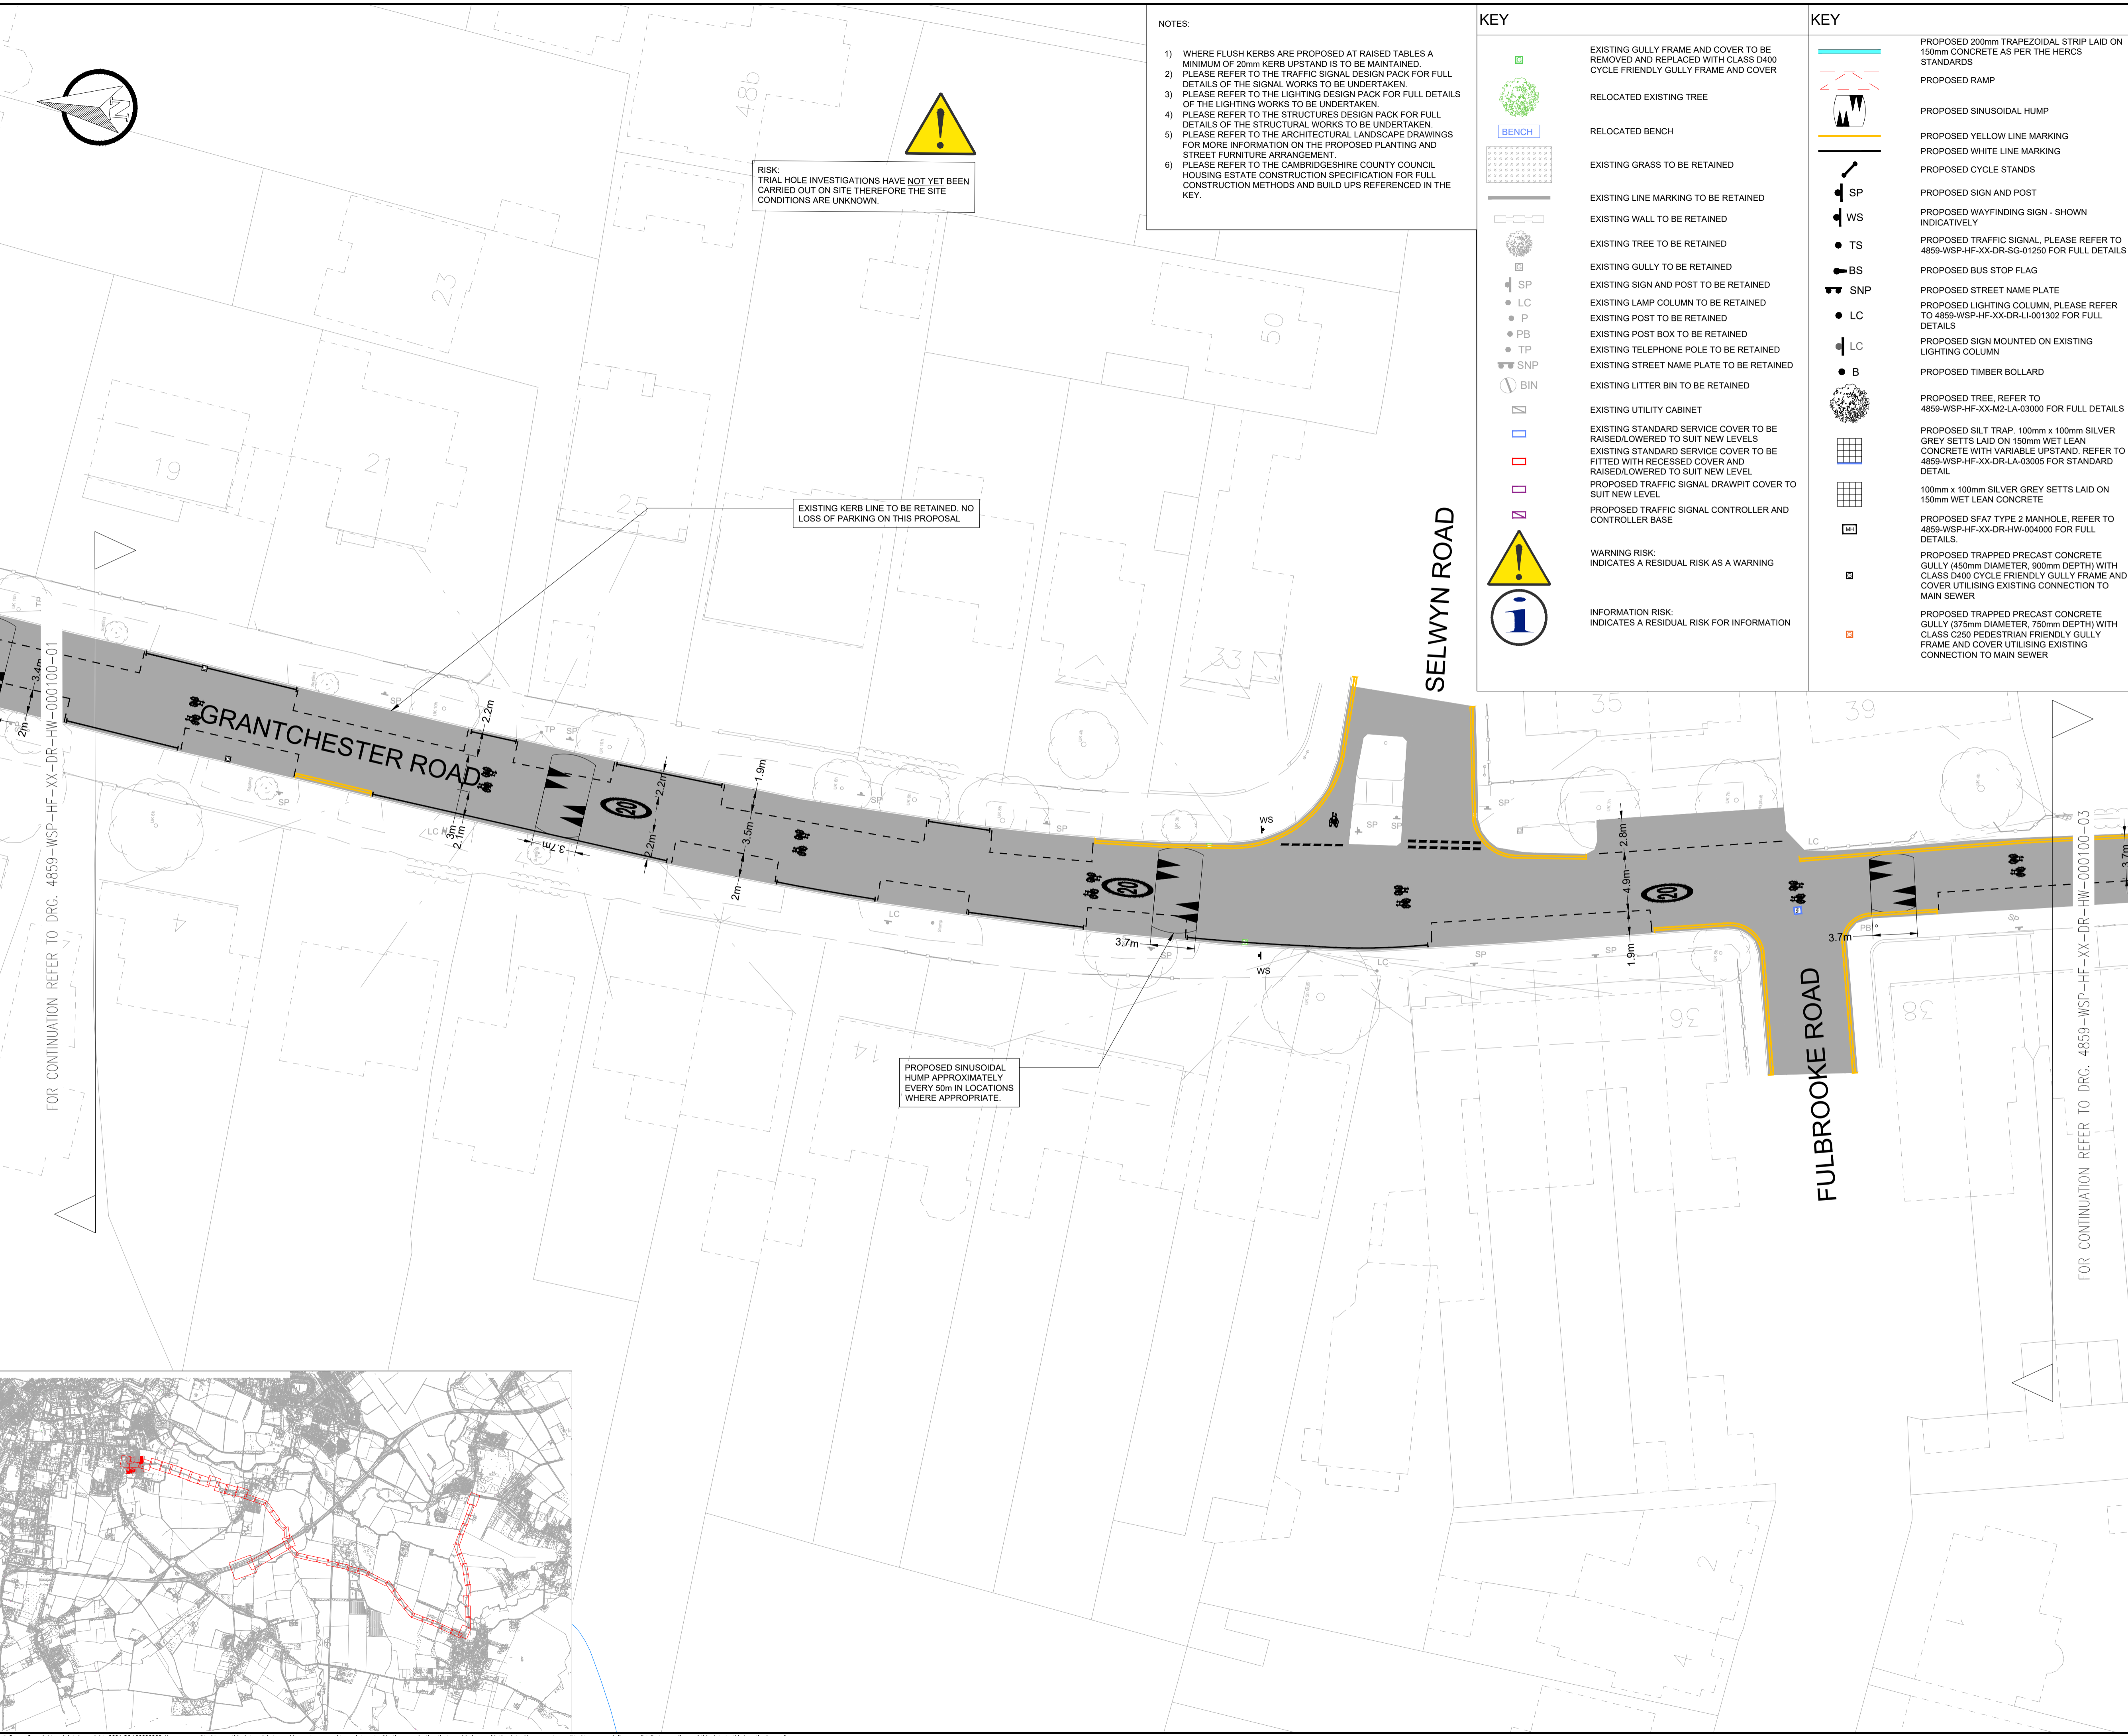 NOTES:
1) WHERE FLUSH KERBS ARE PROPOSED AT RAISED TABLES A
MINIMUM OF 20mm KERB UPSTAND IS TO BE MAINTAINED.
2) PLEASE REFER TO THE TRAFFIC SIGNAL DESIGN PACK FOR FULL
DETAILS OF THE SIGNAL WORKS TO BE UNDERTAKEN.
3) PLEASE REFER TO THE LIGHTING DESIGN PACK FOR FULL DETAILS
OF THE LIGHTING WORKS TO BE UNDERTAKEN.
4) PLEASE REFER TO THE STRUCTURES DESIGN PACK FOR FULL
DETAILS OF THE STRUCTURAL WORKS TO BE UNDERTAKEN.
5) PLEASE REFER TO THE ARCHITECTURAL LANDSCAPE DRAWINGS
FOR MORE INFORMATION ON THE PROPOSED PLANTING AND
STREET FURNITURE ARRANGEMENT.
6) PLEASE REFER TO THE CAMBRIDGESHIRE COUNTY COUNCIL
HOUSING ESTATE CONSTRUCTION SPECIFICATION FOR FULL
CONSTRUCTION METHODS AND BUILD UPS REFERENCED IN THE
KEY.
KEY
EXISTING GULLY FRAME AND COVER TO BE
REMOVED AND REPLACED WITH CLASS D400
CYCLE FRIENDLY GULLY FRAME AND COVER
RELOCATED EXISTING TREE
BENCH RELOCATED BENCH
EXISTING GRASS TO BE RETAINED
EXISTING LINE MARKING TO BE RETAINED
EXISTING WALL TO BE RETAINED
EXISTING TREE TO BE RETAINED
EXISTING GULLY TO BE RETAINED
SP EXISTING SIGN AND POST TO BE RETAINED
LC EXISTING LAMP COLUMN TO BE RETAINED
P EXISTING POST TO BE RETAINED
PB EXISTING POST BOX TO BE RETAINED
TP EXISTING TELEPHONE POLE TO BE RETAINED
SNP EXISTING STREET NAME PLATE TO BE RETAINED
BIN EXISTING LITTER BIN TO BE RETAINED
EXISTING UTILITY CABINET
EXISTING STANDARD SERVICE COVER TO BE
RAISED/LOWERED TO SUIT NEW LEVELS
EXISTING STANDARD SERVICE COVER TO BE
FITTED WITH RECESSED COVER AND
RAISED/LOWERED TO SUIT NEW LEVEL
PROPOSED TRAFFIC SIGNAL DRAWPIT COVER TO
SUIT NEW LEVEL
PROPOSED TRAFFIC SIGNAL CONTROLLER AND
CONTROLLER BASE
WARNING RISK:
INDICATES A RESIDUAL RISK AS A WARNING
INFORMATION RISK:
INDICATES A RESIDUAL RISK FOR INFORMATION
KEY
PROPOSED 200mm TRAPEZOIDAL STRIP LAID ON
150mm CONCRETE AS PER THE HERCS
STANDARDS
PROPOSED RAMP
PROPOSED SINUSOIDAL HUMP
PROPOSED YELLOW LINE MARKING
PROPOSED WHITE LINE MARKING
PROPOSED CYCLE STANDS
SP PROPOSED SIGN AND POST
WS PROPOSED WAYFINDING SIGN - SHOWN
INDICATIVELY
TS PROPOSED TRAFFIC SIGNAL, PLEASE REFER TO
4859-WSP-HF-XX-DR-SG-01250 FOR FULL DETAILS
BS PROPOSED BUS STOP FLAG
SNP PROPOSED STREET NAME PLATE
LC PROPOSED LIGHTING COLUMN, PLEASE REFER
TO 4859-WSP-HF-XX-DR-LI-001302 FOR FULL
DETAILS
LC PROPOSED SIGN MOUNTED ON EXISTING
LIGHTING COLUMN
B PROPOSED TIMBER BOLLARD
PROPOSED TREE, REFER TO
4859-WSP-HF-XX-M2-LA-03000 FOR FULL DETAILS
PROPOSED SILT TRAP. 100mm x 100mm SILVER
GREY SETTS LAID ON 150mm WET LEAN
CONCRETE WITH VARIABLE UPSTAND. REFER TO
4859-WSP-HF-XX-DR-LA-03005 FOR STANDARD
DETAIL
100mm x 100mm SILVER GREY SETTS LAID ON
150mm WET LEAN CONCRETE
MH PROPOSED SFA7 TYPE 2 MANHOLE, REFER TO
4859-WSP-HF-XX-DR-HW-004000 FOR FULL
DETAILS.
PROPOSED TRAPPED PRECAST CONCRETE
GULLY (450mm DIAMETER, 900mm DEPTH) WITH
CLASS D400 CYCLE FRIENDLY GULLY FRAME AND
COVER UTILISING EXISTING CONNECTION TO
MAIN SEWER
PROPOSED TRAPPED PRECAST CONCRETE
GULLY (375mm DIAMETER, 750mm DEPTH) WITH
CLASS C250 PEDESTRIAN FRIENDLY GULLY
FRAME AND COVER UTILISING EXISTING
CONNECTION TO MAIN SEWER
N
RISK:
TRIAL HOLE INVESTIGATIONS HAVE NOT YET BEEN
CARRIED OUT ON SITE THEREFORE THE SITE
CONDITIONS ARE UNKNOWN.
48b
23
50
19
21
25
33
35
39
EXISTING KERB LINE TO BE RETAINED. NO
LOSS OF PARKING ON THIS PROPOSAL
SELWYN ROAD
GRANTCHESTER ROAD
FULBROOKE ROAD
FOR CONTINUATION REFER TO DRG. 4859-WSP-HF-XX-DR-HW-000100-01
FOR CONTINUATION REFER TO DRG. 4859-WSP-HF-XX-DR-HW-000100-03
TP
3.4m
2m
SP
SP
2.2m
TP
SP
LC
2.1m
3.7m
20
2.2m
2.2m
1.9m
3.5m
2m
SP
LC
SP
20
3.7m
SP
WS
WS
SP
SP
LC
SP
SP
SP
2.8m
4.9m
1.9m
20
LC
PB
3.7m
SP
3.7m
4
14
36
38
2
4
PROPOSED SINUSOIDAL
HUMP APPROXIMATELY
EVERY 50m IN LOCATIONS
WHERE APPROPRIATE.